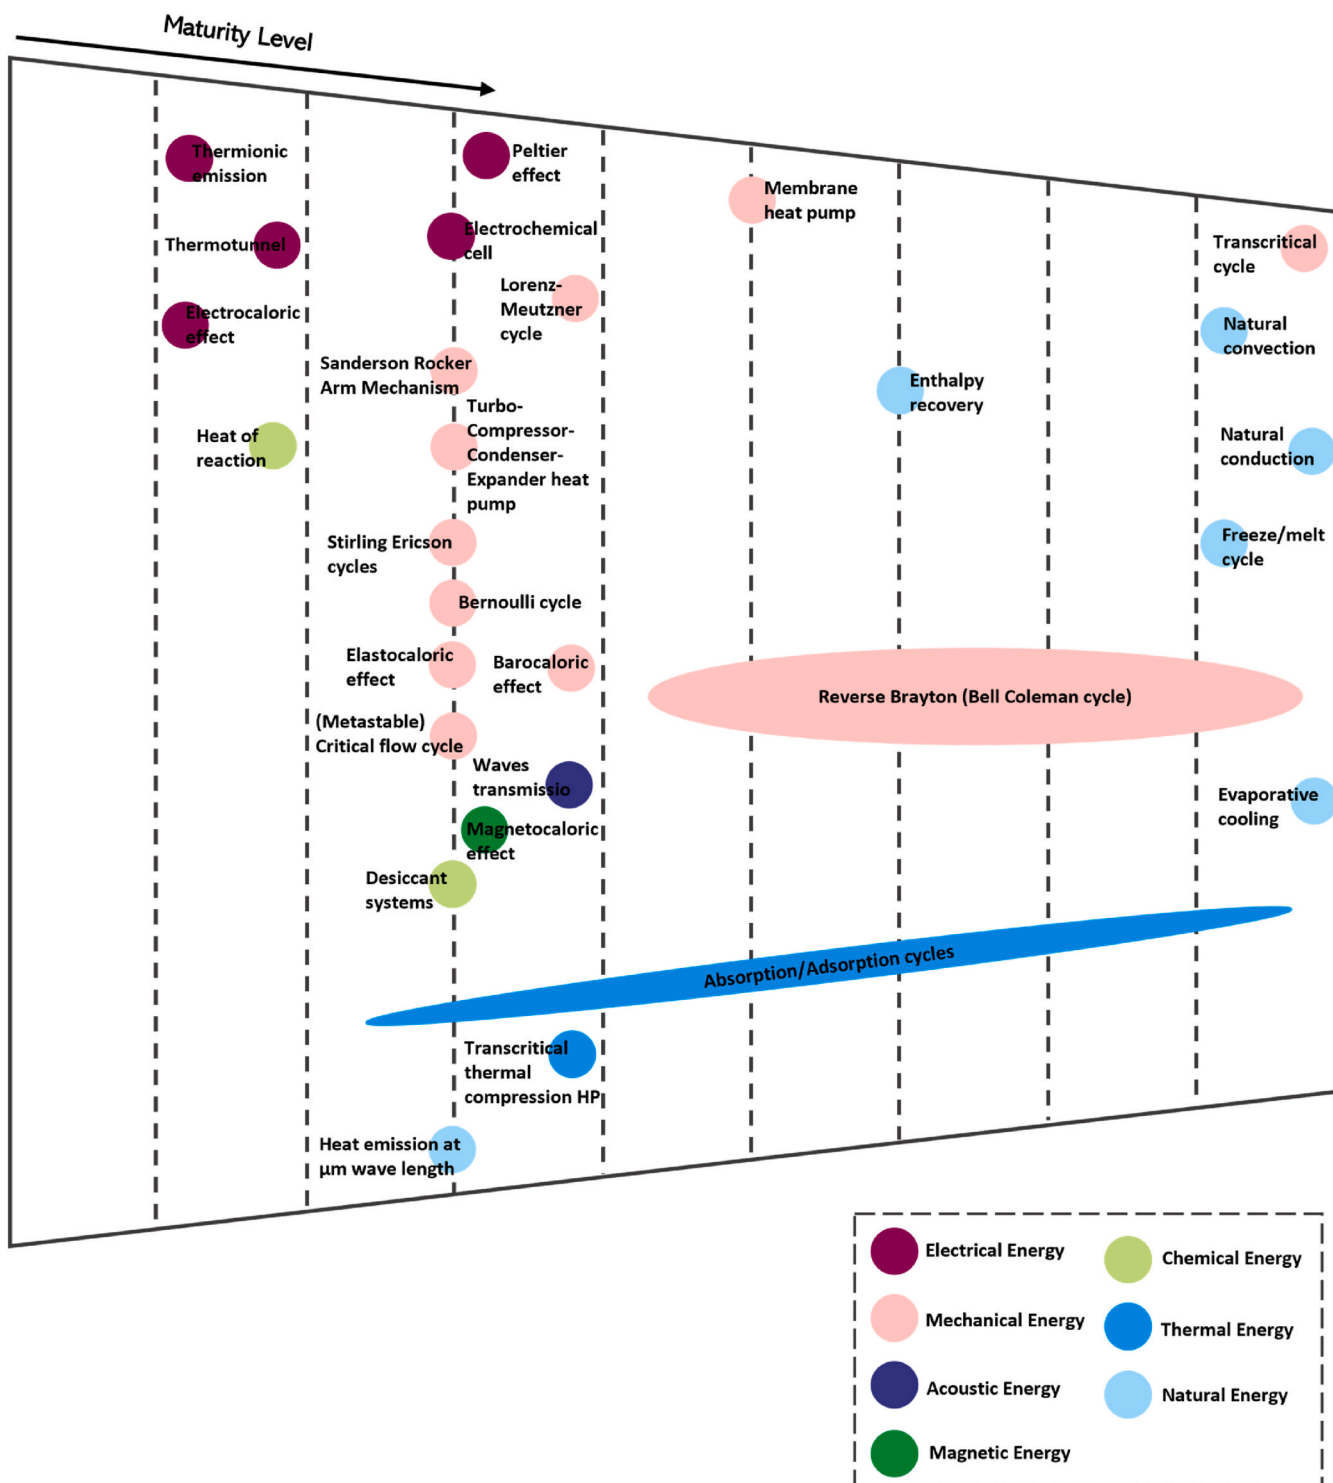 Maturity Level
Thermionic
emission
Peltier
effect
Membrane
heat pump
Thermotunnel
Electrochemical
cell
Transcritical
cycle
Electrocaloric
effect
Lorenz-
Meutzner
cycle
Natural
convection
Sanderson Rocker
Arm Mechanism
Enthalpy
recovery
Heat of
reaction
Turbo-
Compressor-
Condenser-
Expander heat
pump
Natural
conduction
Stirling Ericson
cycles
Freeze/melt
cycle
Bernoulli cycle
Elastocaloric
effect
Barocaloric
effect
Reverse Brayton (Bell Coleman cycle)
(Metastable)
Critical flow cycle
Waves
transmissio
Evaporative
cooling
Magnetocaloric
effect
Desiccant
systems
Absorption/Adsorption cycles
Transcritical
thermal
compression HP
Heat emission at
μm wave length
Electrical Energy
Chemical Energy
Mechanical Energy
Thermal Energy
Acoustic Energy
Natural Energy
Magnetic Energy